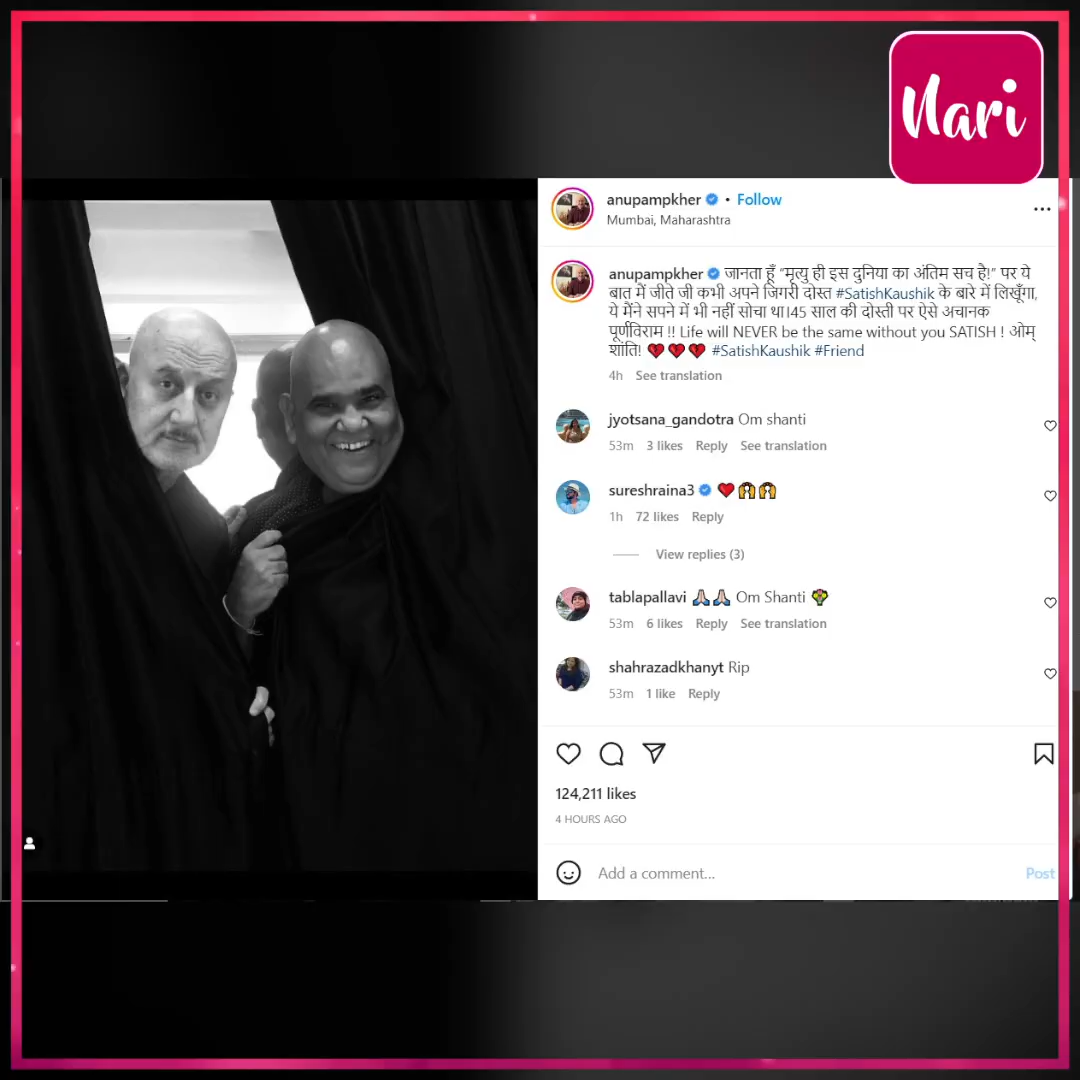 Nari
anupampkher • Follow
Mumbai, Maharashtra
anupampkher जानता हूँ “मृत्यु ही इस दुनिया का अंतिम सच है!” पर ये
बात में जीते जी कभी अपने जिगरी दोस्त #SatishKaushik के बारे में लिखूँगा,
ये मैंने सपने में भी नहीं सोचा था।45 साल की दोस्ती पर ऐसे अचानक
पूर्णविराम !! Life will NEVER be the same without you SATISH ! ओम्
शांति! 💔💔💔 #SatishKaushik #Friend
4h See translation
jyotsana_gandotra Om shanti
53m 3 likes Reply See translation
sureshraina3 ❤️🙌🙌
1h 72 likes Reply
View replies (3)
tablapallavi 🙏🙏 Om Shanti 💐
53m 6 likes Reply See translation
shahrazadkhanyt Rip
53m 1 like Reply
124,211 likes
4 HOURS AGO
Add a comment... Post